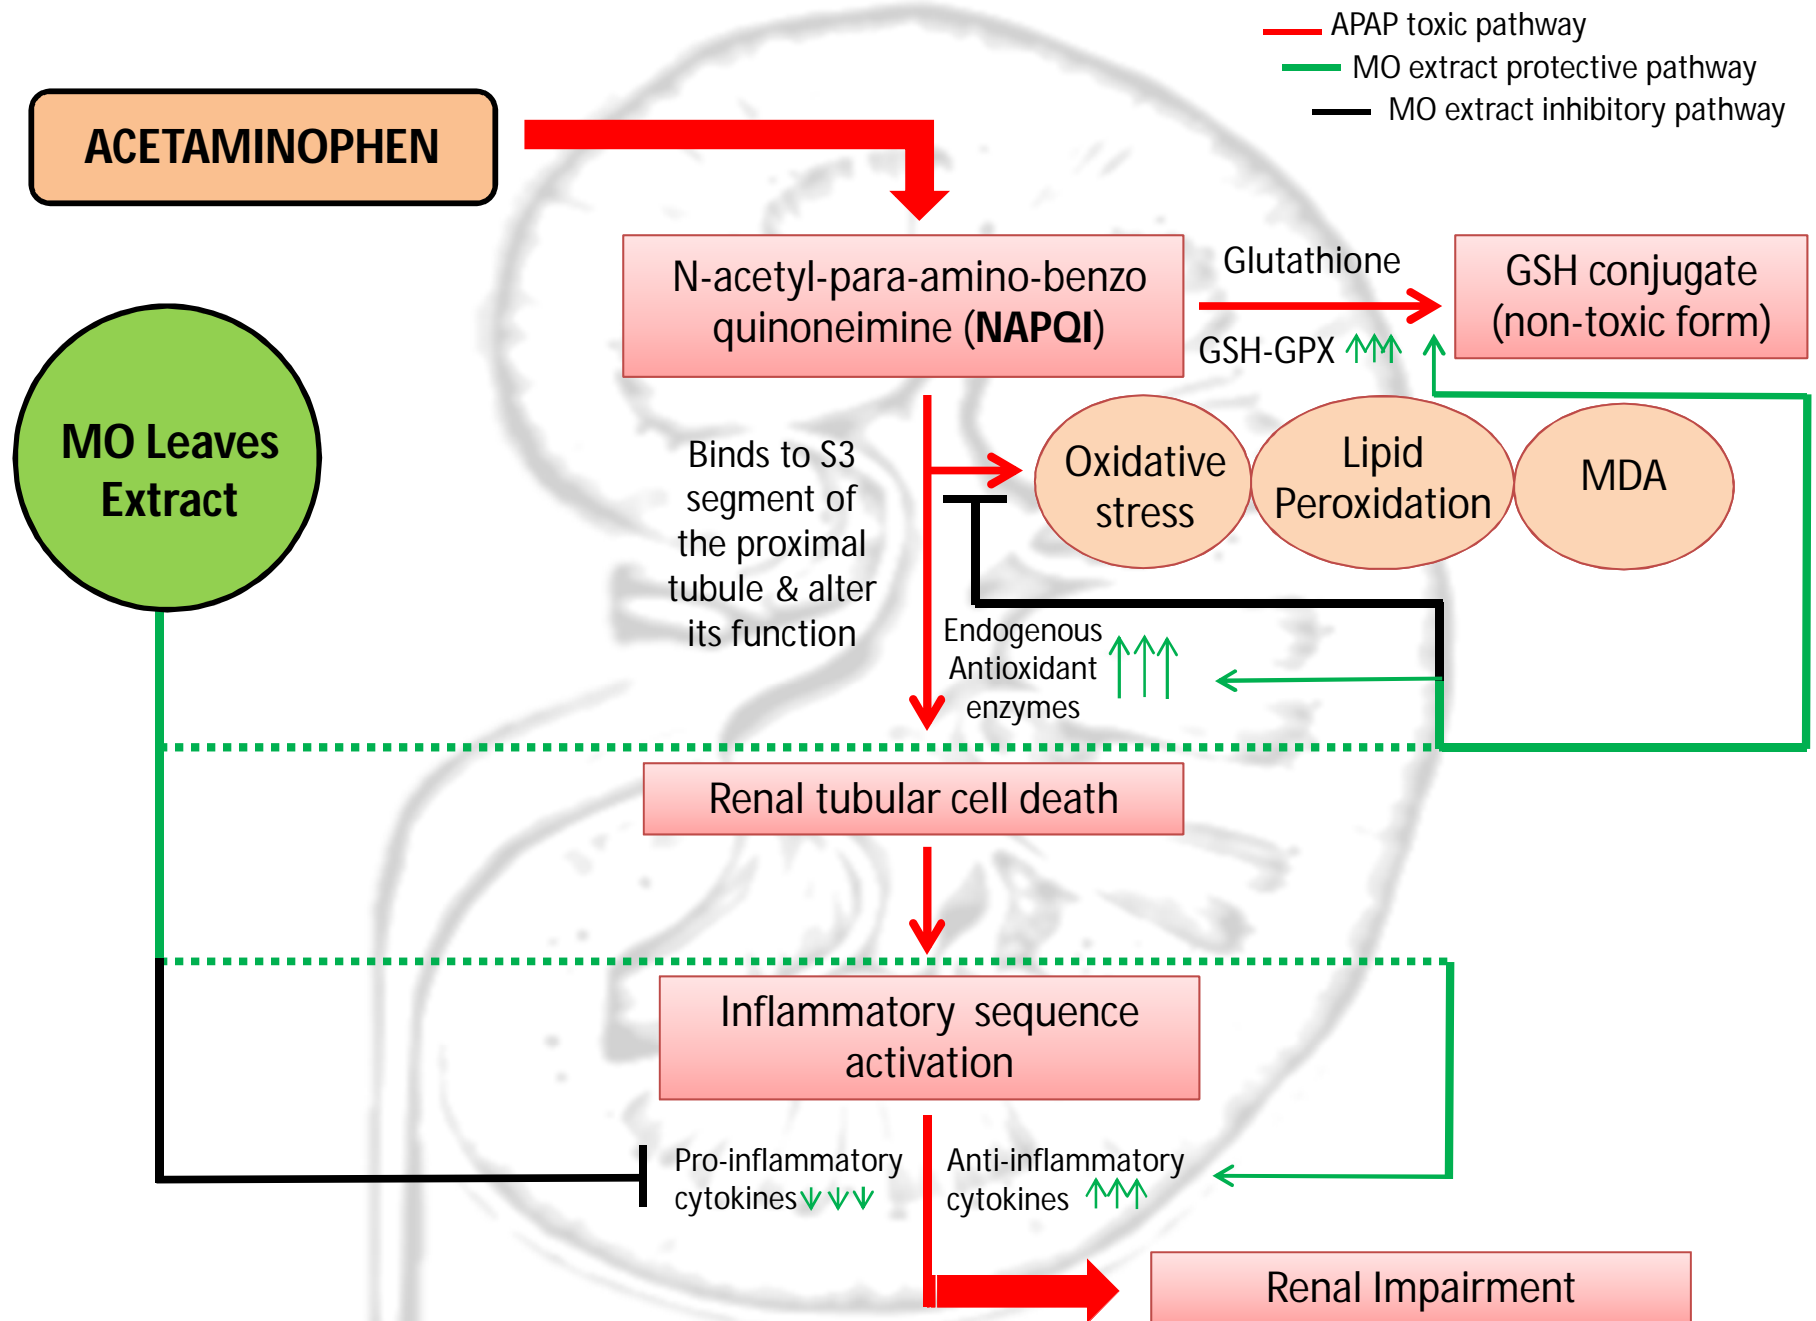 APAP toxic pathway
MO extract protective pathway
MO extract inhibitory pathway
ACETAMINOPHEN
N-acetyl-para-amino-benzo
quinoneimine (NAPQI)
Glutathione
GSH-GPX
GSH conjugate
(non-toxic form)
MO Leaves
Extract
Binds to S3
segment of
the proximal
tubule & alter
its function
Oxidative
stress
Lipid
Peroxidation
MDA
Endogenous
Antioxidant
enzymes
Renal tubular cell death
Inflammatory sequence
activation
Pro-inflammatory
cytokines
Anti-inflammatory
cytokines
Renal Impairment